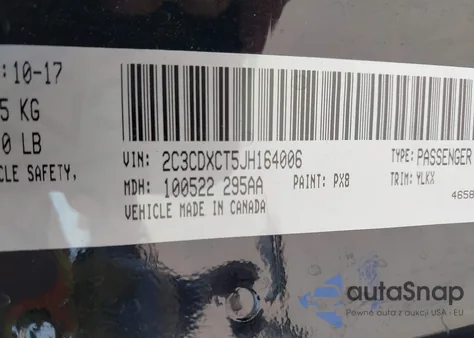 : 10-17
5 KG
0 LB
CLE SAFETY,
VIN: 2C3CDXCT5JH164006
TYPE: PASSENGER
MDH: 100522 295AA
PAINT: PX8
TRIM: YLKX
VEHICLE MADE IN CANADA
4658
autoSnap
Pewne auta z aukcji USA i EU